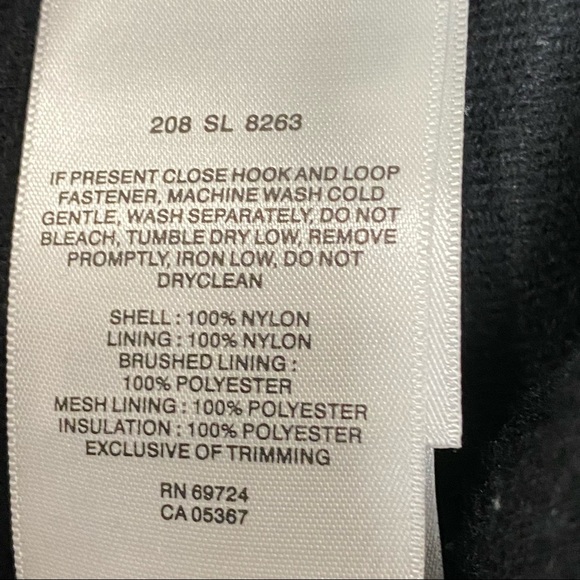 208 SL 8263
IF PRESENT CLOSE HOOK AND LOOP
FASTENER, MACHINE WASH COLD
GENTLE, WASH SEPARATELY, DO NOT
BLEACH, TUMBLE DRY LOW, REMOVE
PROMPTLY, IRON LOW, DO NOT
DRYCLEAN
SHELL : 100% NYLON
LINING : 100% NYLON
BRUSHED LINING :
100% POLYESTER
MESH LINING : 100% POLYESTER
INSULATION : 100% POLYESTER
EXCLUSIVE OF TRIMMING
RN 69724
CA 05367